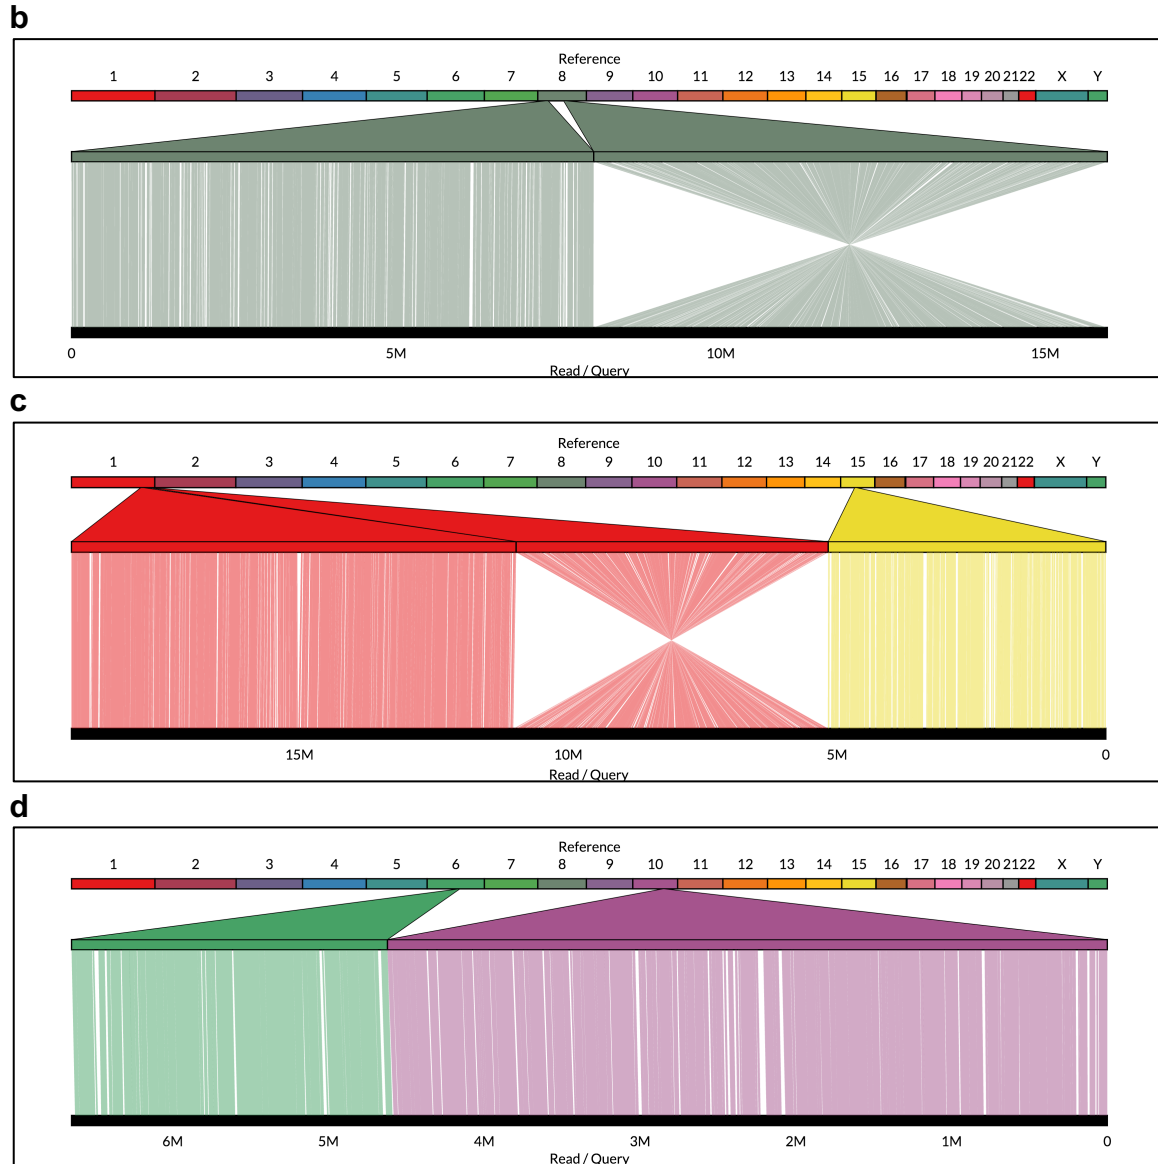 b
Reference
1 2 3 4 5 6 7 8 9 10 11 12 13 14 15 16 17 18 19 20 21 22 X Y
0 5M 10M 15M
Read / Query
c
Reference
1 2 3 4 5 6 7 8 9 10 11 12 13 14 15 16 17 18 19 20 21 22 X Y
15M 10M 5M 0
Read / Query
d
Reference
1 2 3 4 5 6 7 8 9 10 11 12 13 14 15 16 17 18 19 20 21 22 X Y
6M 5M 4M 3M 2M 1M 0
Read / Query